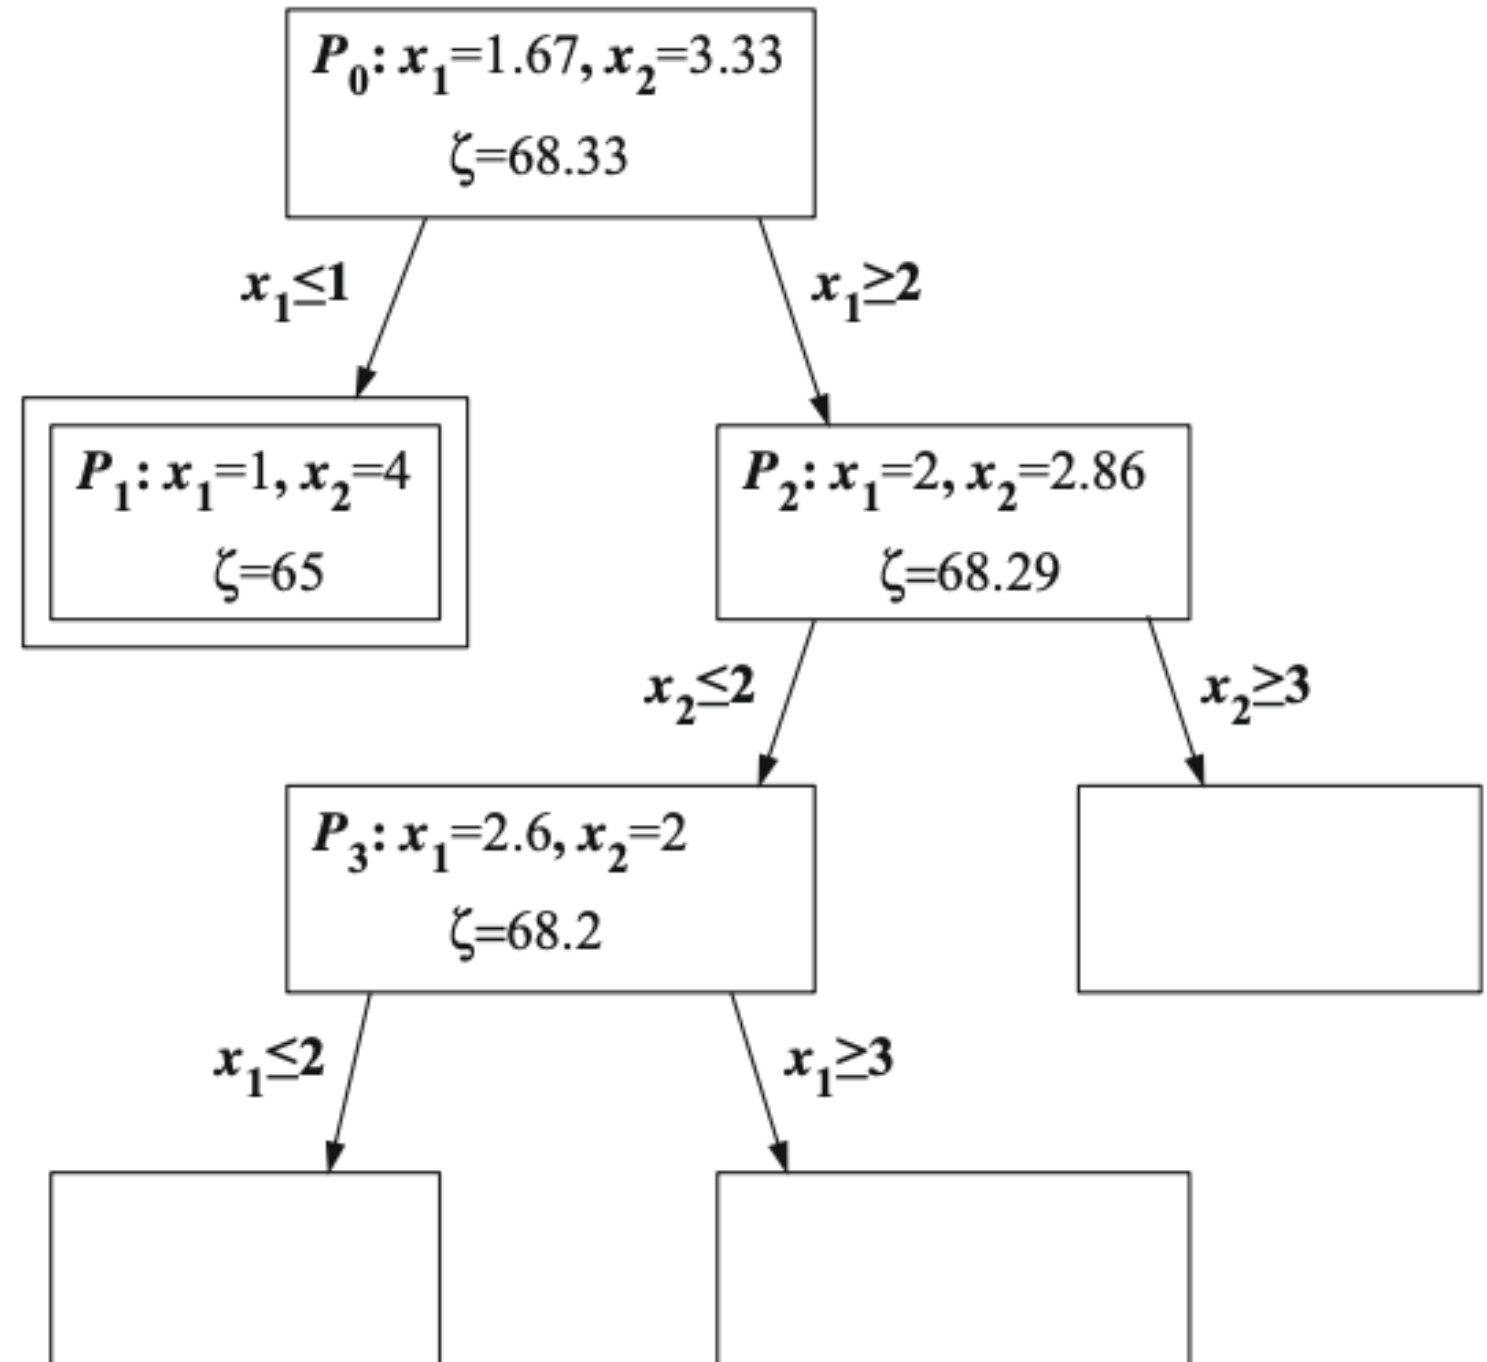 P₀: x₁=1.67, x₂=3.33
ζ=68.33
x₁≤1
x₁≥2
P₁: x₁=1, x₂=4
ζ=65
P₂: x₁=2, x₂=2.86
ζ=68.29
x₂≤2
x₂≥3
P₃: x₁=2.6, x₂=2
ζ=68.2
x₁≤2
x₁≥3